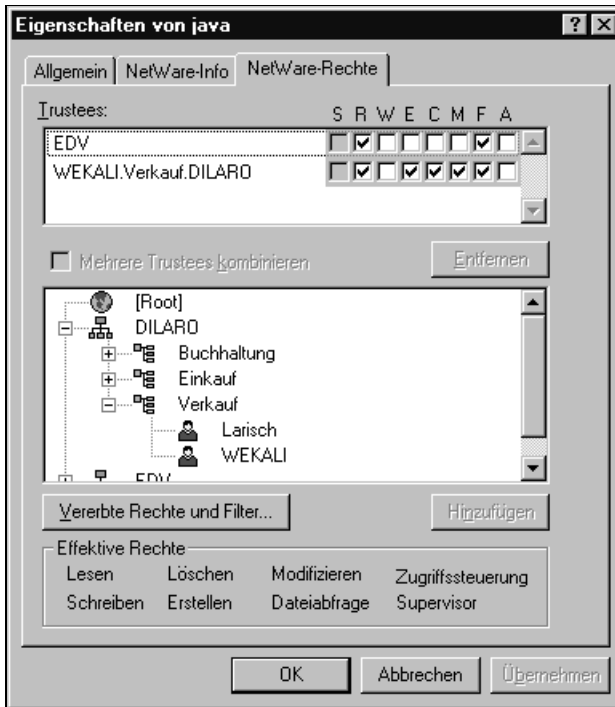 Eigenschaften von java
Allgemein NetWare-Info NetWare-Rechte
Trustees: S R W E C M F A
EDV
WEKALI.Verkauf.DILARO
Mehrere Trustees kombinieren Entfernen
[Root]
DILARO
Buchhaltung
Einkauf
Verkauf
Larisch
WEKALI
EDV
Vererbte Rechte und Filter... Hinzufügen
Effektive Rechte
Lesen Löschen Modifizieren Zugriffssteuerung
Schreiben Erstellen Dateiabfrage Supervisor
OK Abbrechen Übernehmen